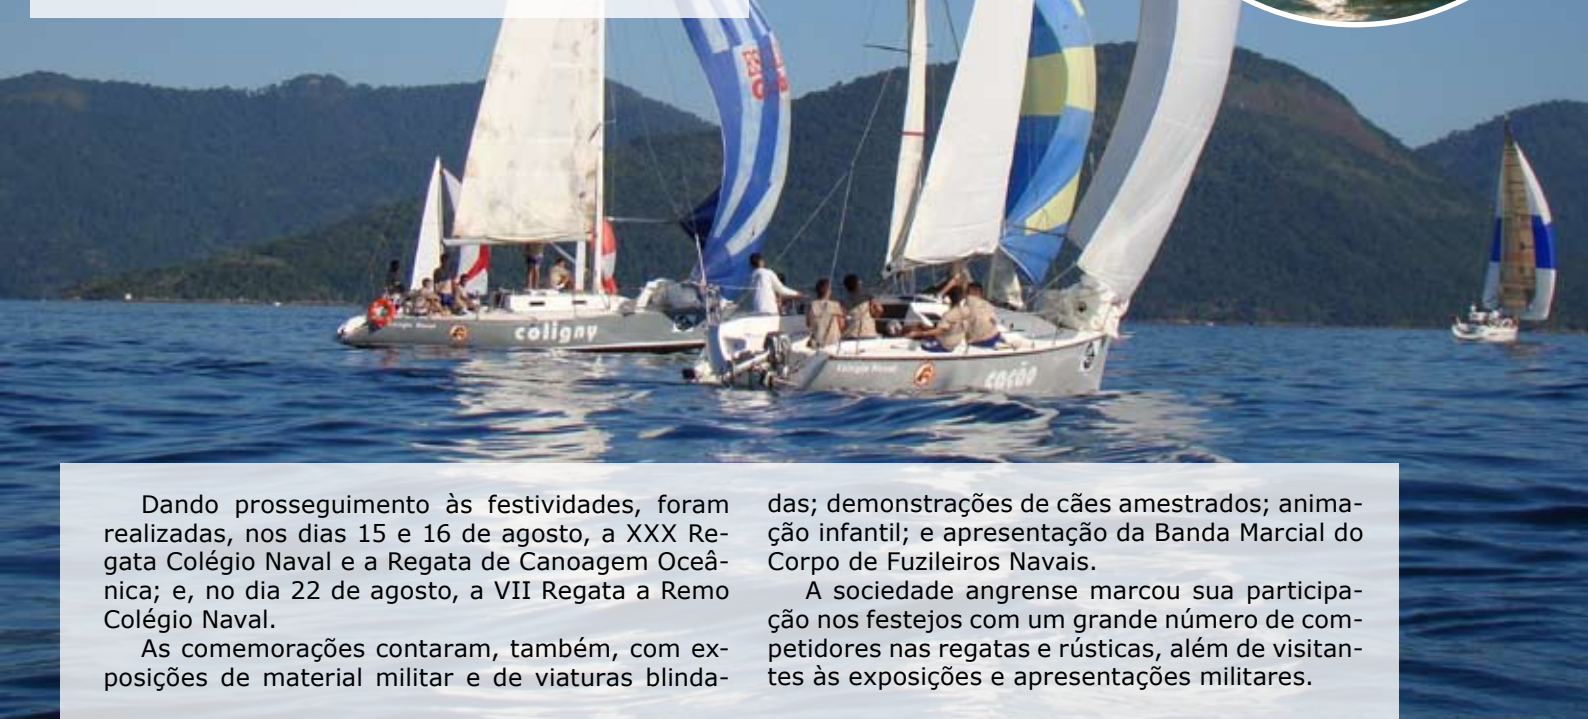 coligny
Colégio Naval
cação
Dando prosseguimento às festividades, foram
realizadas, nos dias 15 e 16 de agosto, a XXX Re-
gata Colégio Naval e a Regata de Canoagem Oceâ-
nica; e, no dia 22 de agosto, a VII Regata a Remo
Colégio Naval.
As comemorações contaram, também, com ex-
posições de material militar e de viaturas blinda-
das; demonstrações de cães amestrados; anima-
ção infantil; e apresentação da Banda Marcial do
Corpo de Fuzileiros Navais.
A sociedade angrense marcou sua participa-
ção nos festejos com um grande número de com-
petidores nas regatas e rústicas, além de visitan-
tes às exposições e apresentações militares.